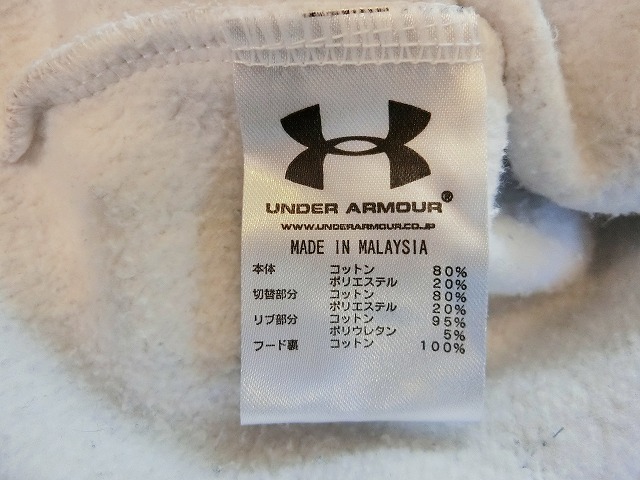 UNDER ARMOUR®
WWW.UNDERARMOUR.CO.JP
MADE IN MALAYSIA
本体 コットン 80%
ポリエステル 20%
切替部分 コットン 80%
ポリエステル 20%
リブ部分 コットン 95%
ポリウレタン 5%
フード裏 コットン 100%